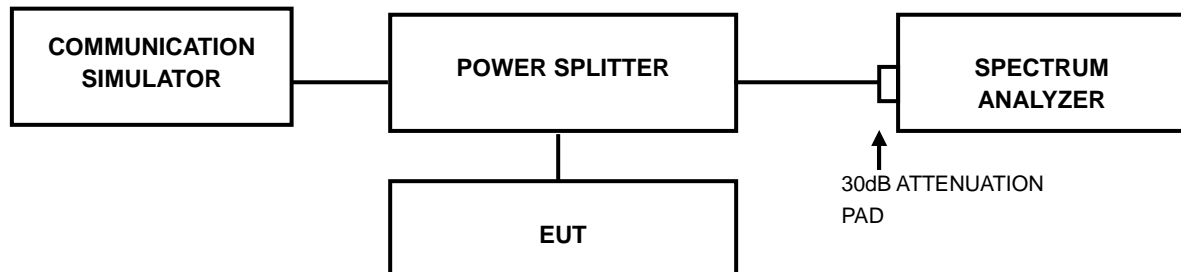 COMMUNICATION
SIMULATOR
POWER SPLITTER
SPECTRUM
ANALYZER
30dB ATTENUATION
PAD
EUT